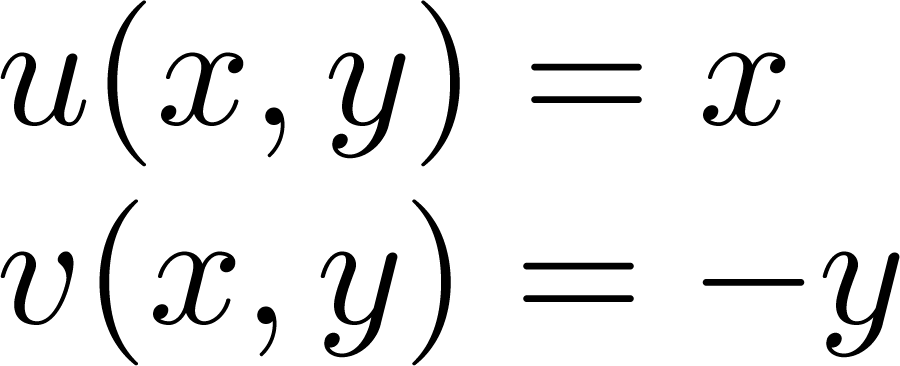 u(x, y) = x
v(x, y) = −y